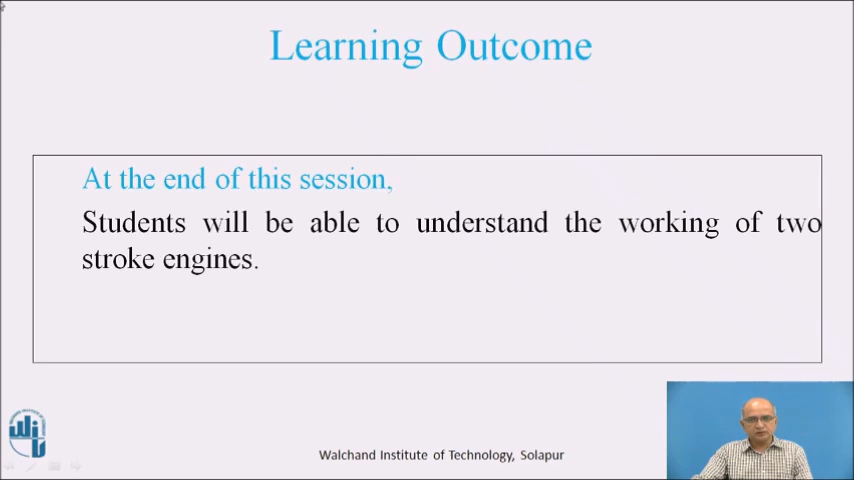 Learning Outcome
At the end of this session,
Students will be able to understand the working of two
stroke engines.
Walchand Institute of Technology, Solapur